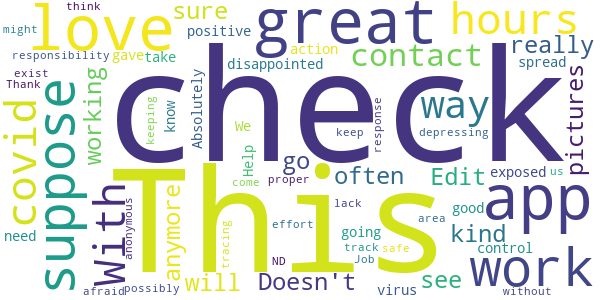 think
might
love
great
sure
hours
positive
responsibility
gave
take
action
contact
really
exist
Thank
disappointed
spread
covid
suppose
working
know
Absolutely
check
way
pictures
keeping
We
Help
response
keep
depressing
go
often
Edit
exposed
us
With
anonymous
anymore
This
come
proper
lack
app
need
tracing
effort
area
good
kind
going
track
safe
control
work
will
ND
Job
Doesn't
see
afraid
possibly
virus
without